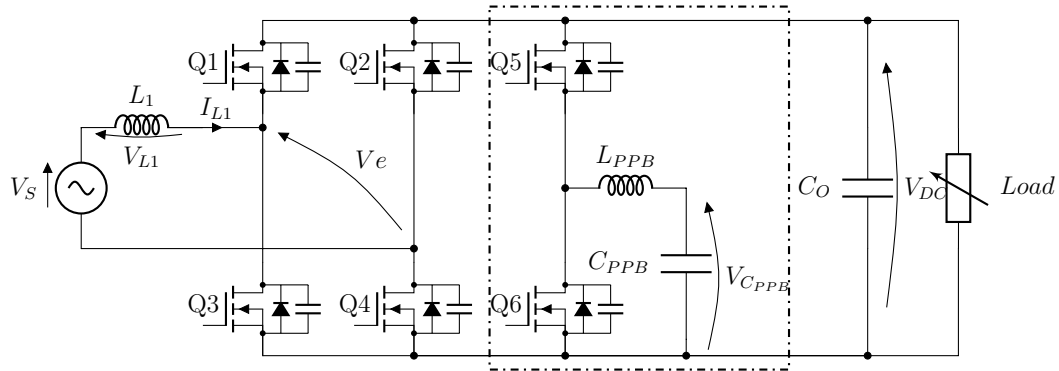 Q1
Q2
Q5
L1
IL1
VL1
VS
Ve
LPPB
CPPB
VCPPB
CO
VDC
Load
Q3
Q4
Q6